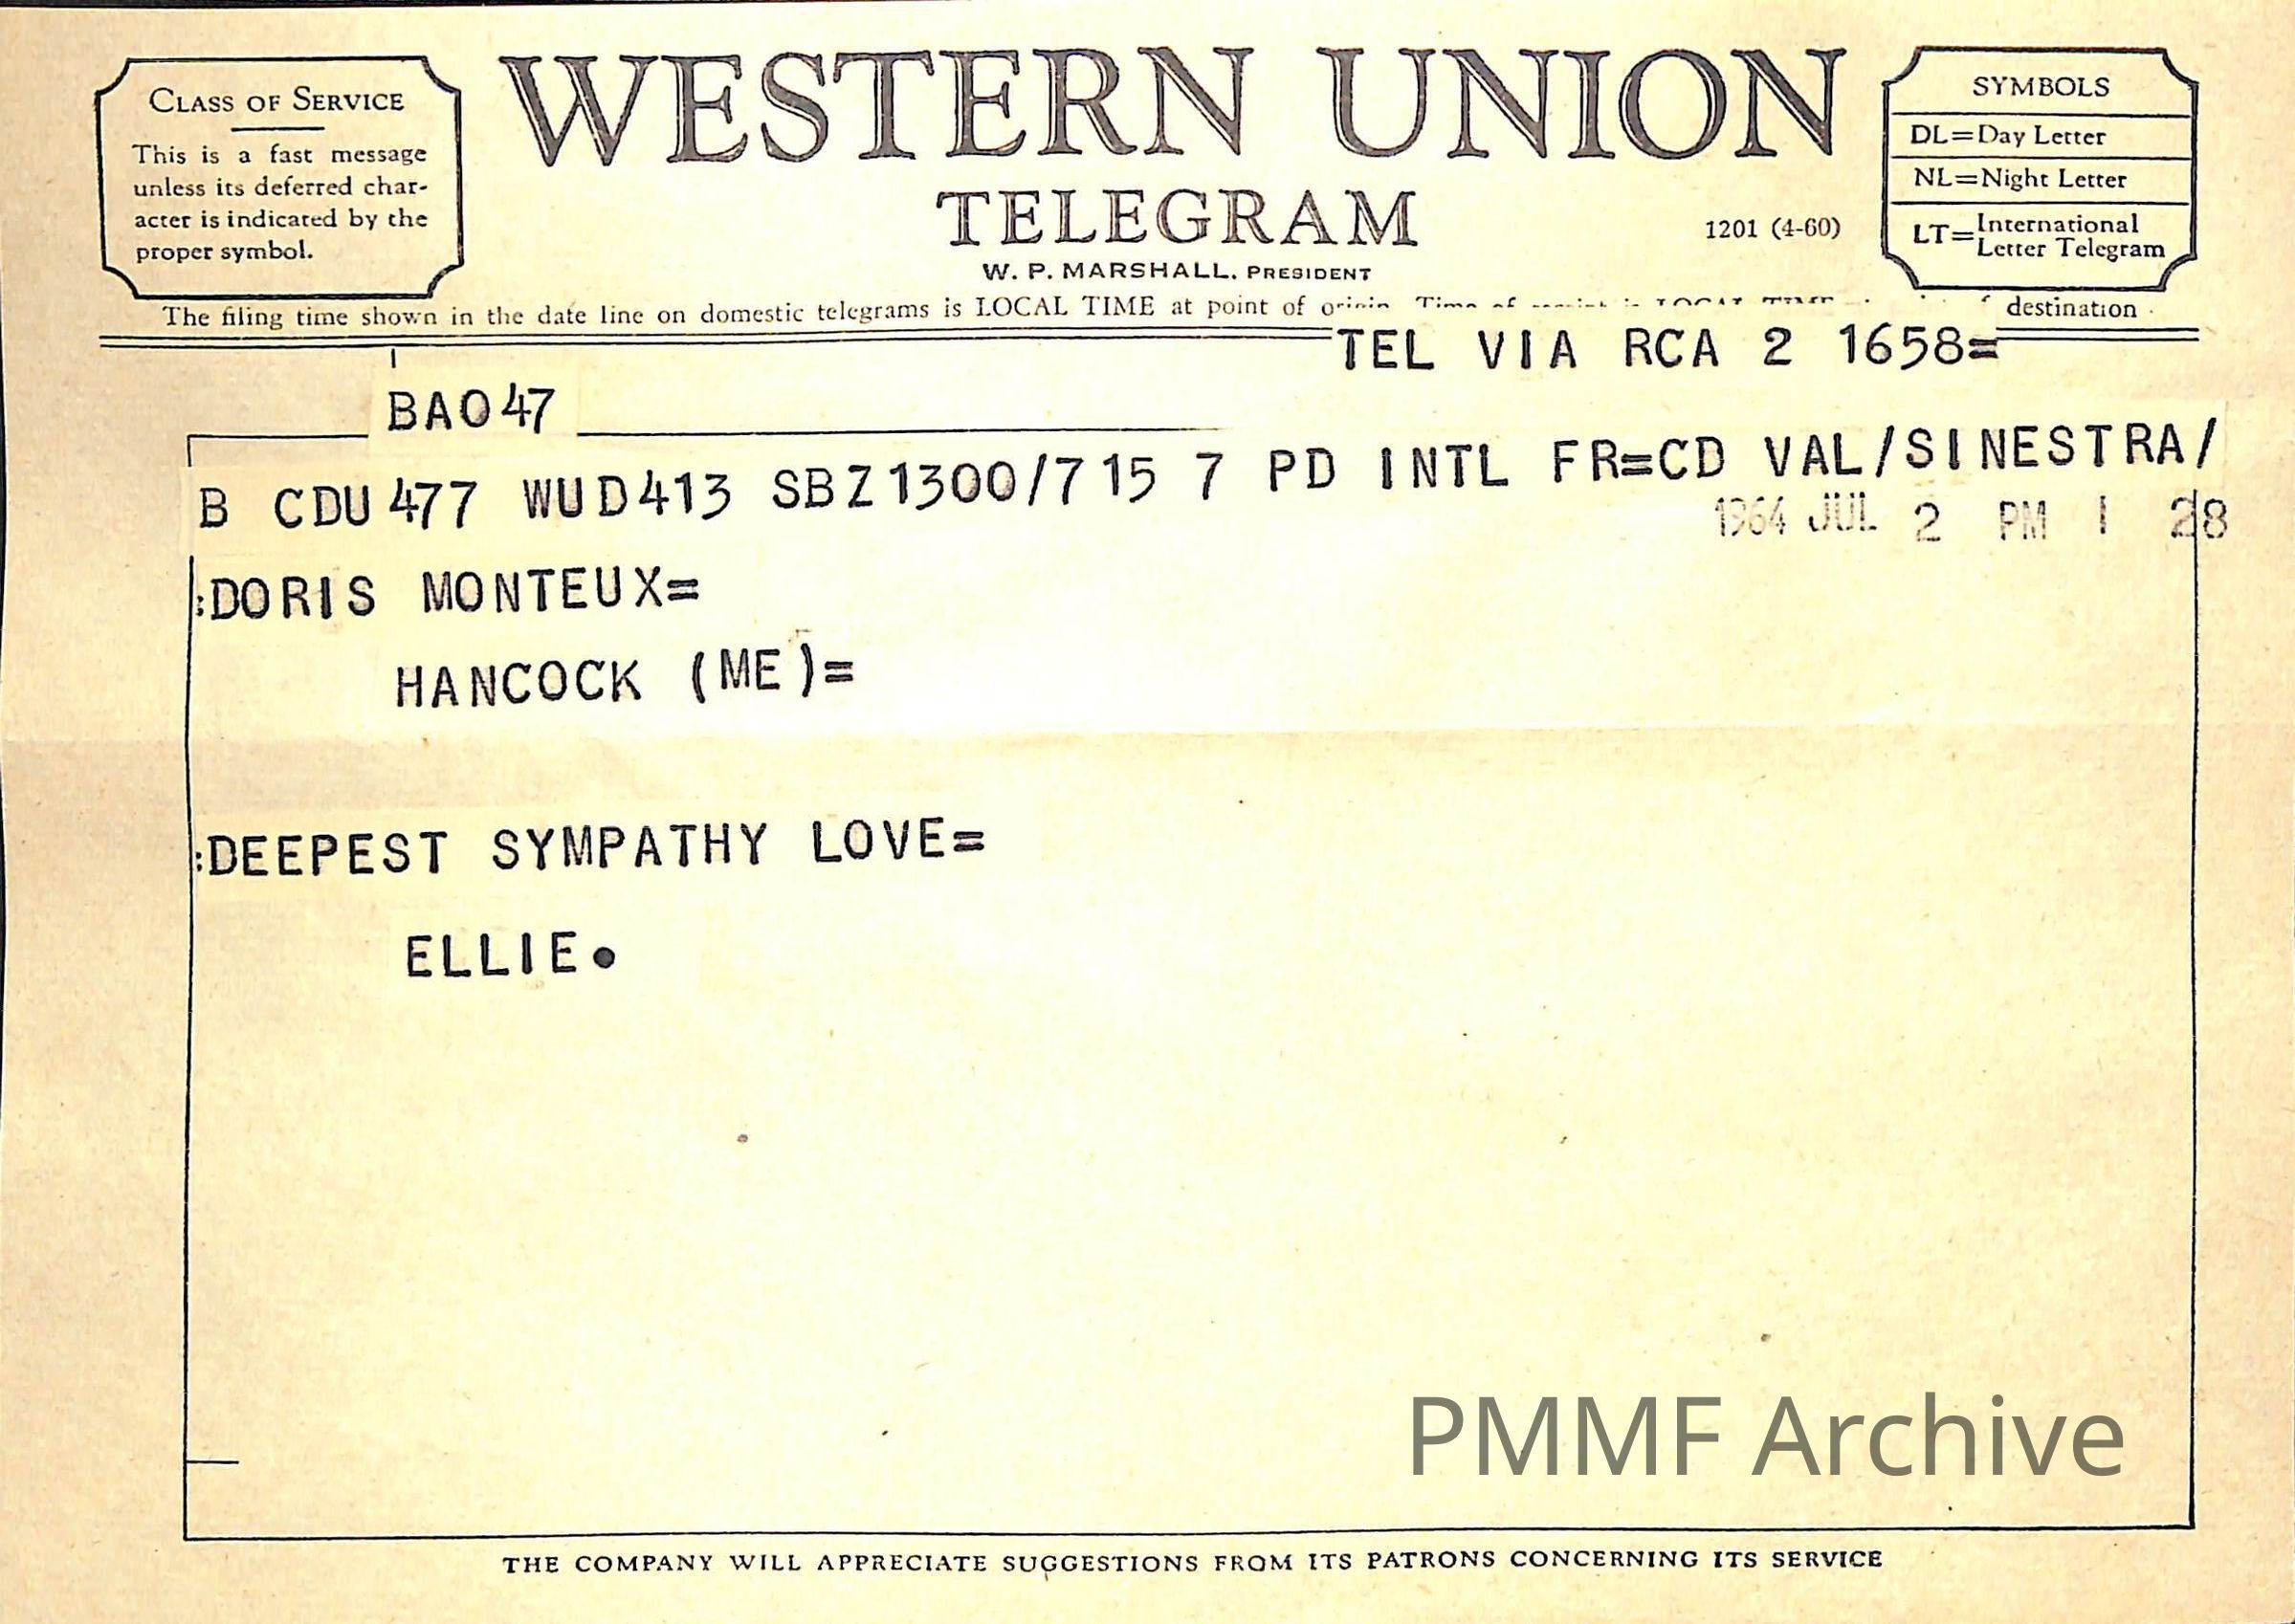 CLASS OF SERVICE
This is a fast message
unless its deferred char-
acter is indicated by the
proper symbol.
WESTERN UNION
TELEGRAM
W. P. MARSHALL, PRESIDENT
1201 (4-60)
SYMBOLS
DL=Day Letter
NL=Night Letter
LT=International Letter Telegram
The filing time shown in the date line on domestic telegrams is LOCAL TIME at point of origin. Time of receipt is LOCAL TIME destination
TEL VIA RCA 2 1658=
BA047
B CDU477 WUD413 SBZ1300/715 7 PD INTL FR=CD VAL/SINESTRA/
1964 JUL 2 PM 1 28
:DORIS MONTEUX=
HANCOCK (ME)=
:DEEPEST SYMPATHY LOVE=
ELLIE.
PMMF Archive
THE COMPANY WILL APPRECIATE SUGGESTIONS FROM ITS PATRONS CONCERNING ITS SERVICE